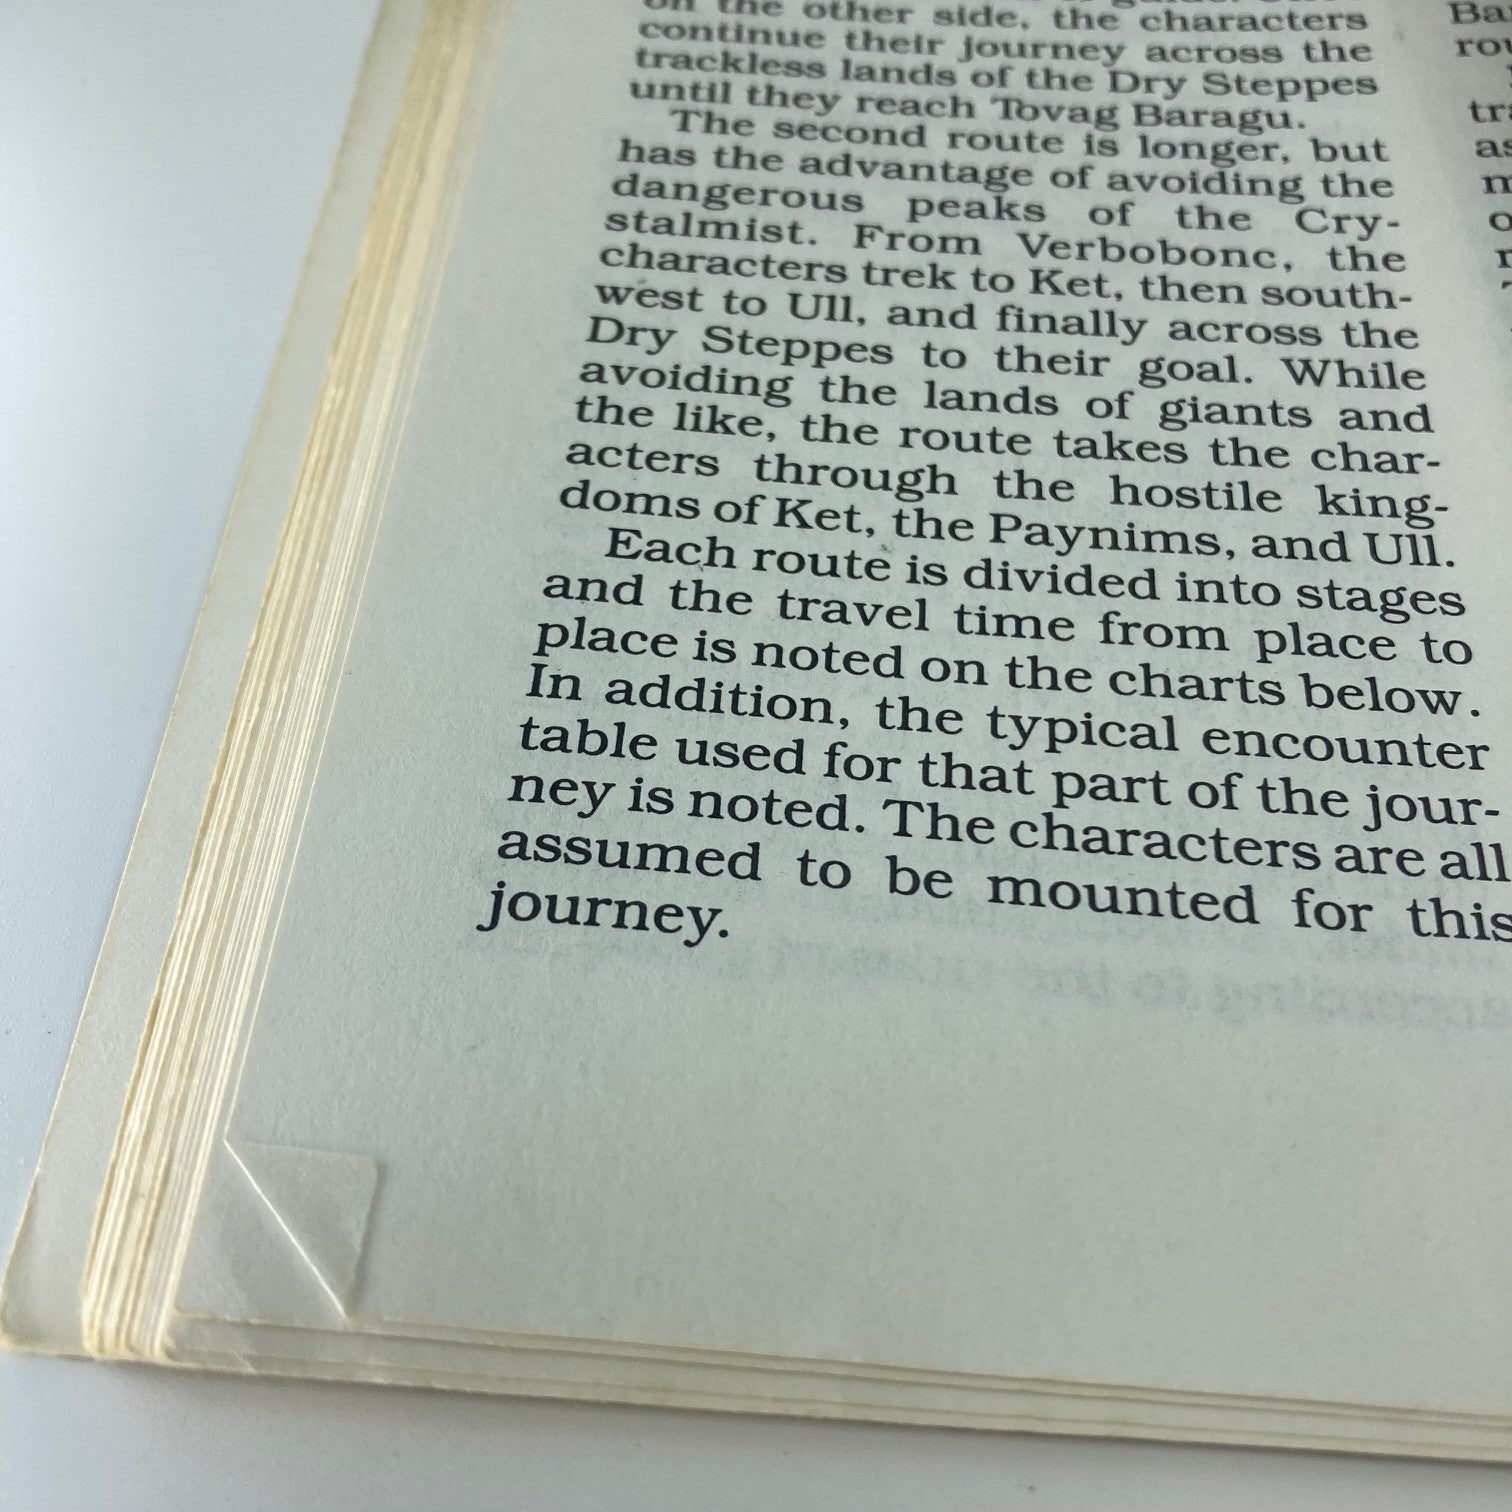 on the other side, the characters
continue their journey across the
trackless lands of the Dry Steppes
until they reach Tovag Baragu.
The second route is longer, but
has the advantage of avoiding the
dangerous peaks of the Cry-
stalmist. From Verbobonc, the
characters trek to Ket, then south-
west to Ull, and finally across the
Dry Steppes to their goal. While
avoiding the lands of giants and
the like, the route takes the char-
acters through the hostile king-
doms of Ket, the Paynims, and Ull.
Each route is divided into stages
and the travel time from place to
place is noted on the charts below.
In addition, the typical encounter
table used for that part of the jour-
ney is noted. The characters are all
assumed to be mounted for this
journey.